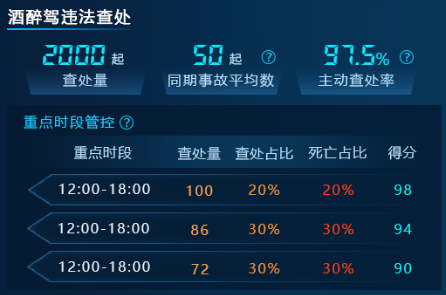 酒醉驾违法查处
2000 起 50 起 ? 97.5% ?
查处量 同期事故平均数 主动查处率
重点时段管控 ?
重点时段 查处量 查处占比 死亡占比 得分
12:00-18:00 100 20% 20% 98
12:00-18:00 86 30% 30% 94
12:00-18:00 72 30% 30% 90